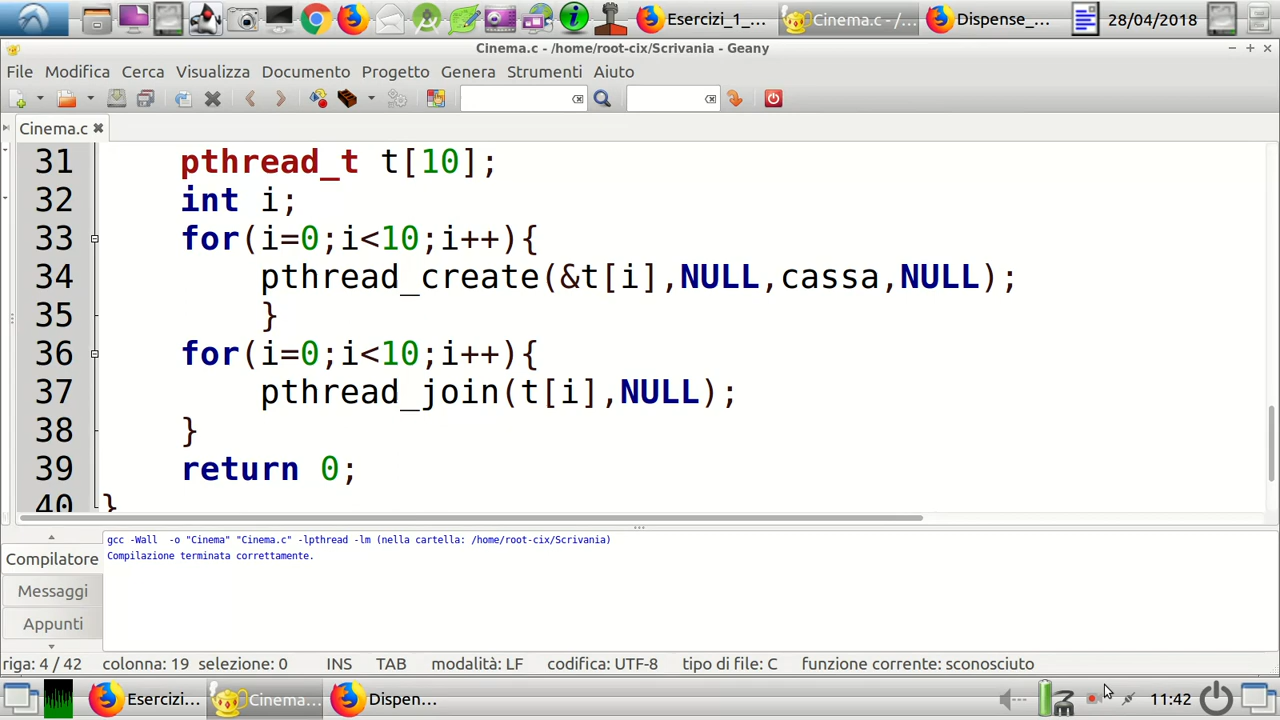 Esercizi_1_...
Cinema.c - /...
Dispense_...
28/04/2018
Cinema.c - /home/root-cix/Scrivania - Geany
File Modifica Cerca Visualizza Documento Progetto Genera Strumenti Aiuto
Cinema.c
31 pthread_t t[10];
32 int i;
33 for(i=0;i<10;i++){
34 pthread_create(&t[i],NULL,cassa,NULL);
35 }
36 for(i=0;i<10;i++){
37 pthread_join(t[i],NULL);
38 }
39 return 0;
40 }
Compilatore
Messaggi
Appunti
gcc -Wall -o "Cinema" "Cinema.c" -lpthread -lm (nella cartella: /home/root-cix/Scrivania)
Compilazione terminata correttamente.
riga: 4 / 42 colonna: 19 selezione: 0 INS TAB modalità: LF codifica: UTF-8 tipo di file: C funzione corrente: sconosciuto
Esercizi...
Cinema...
Dispen...
11:42